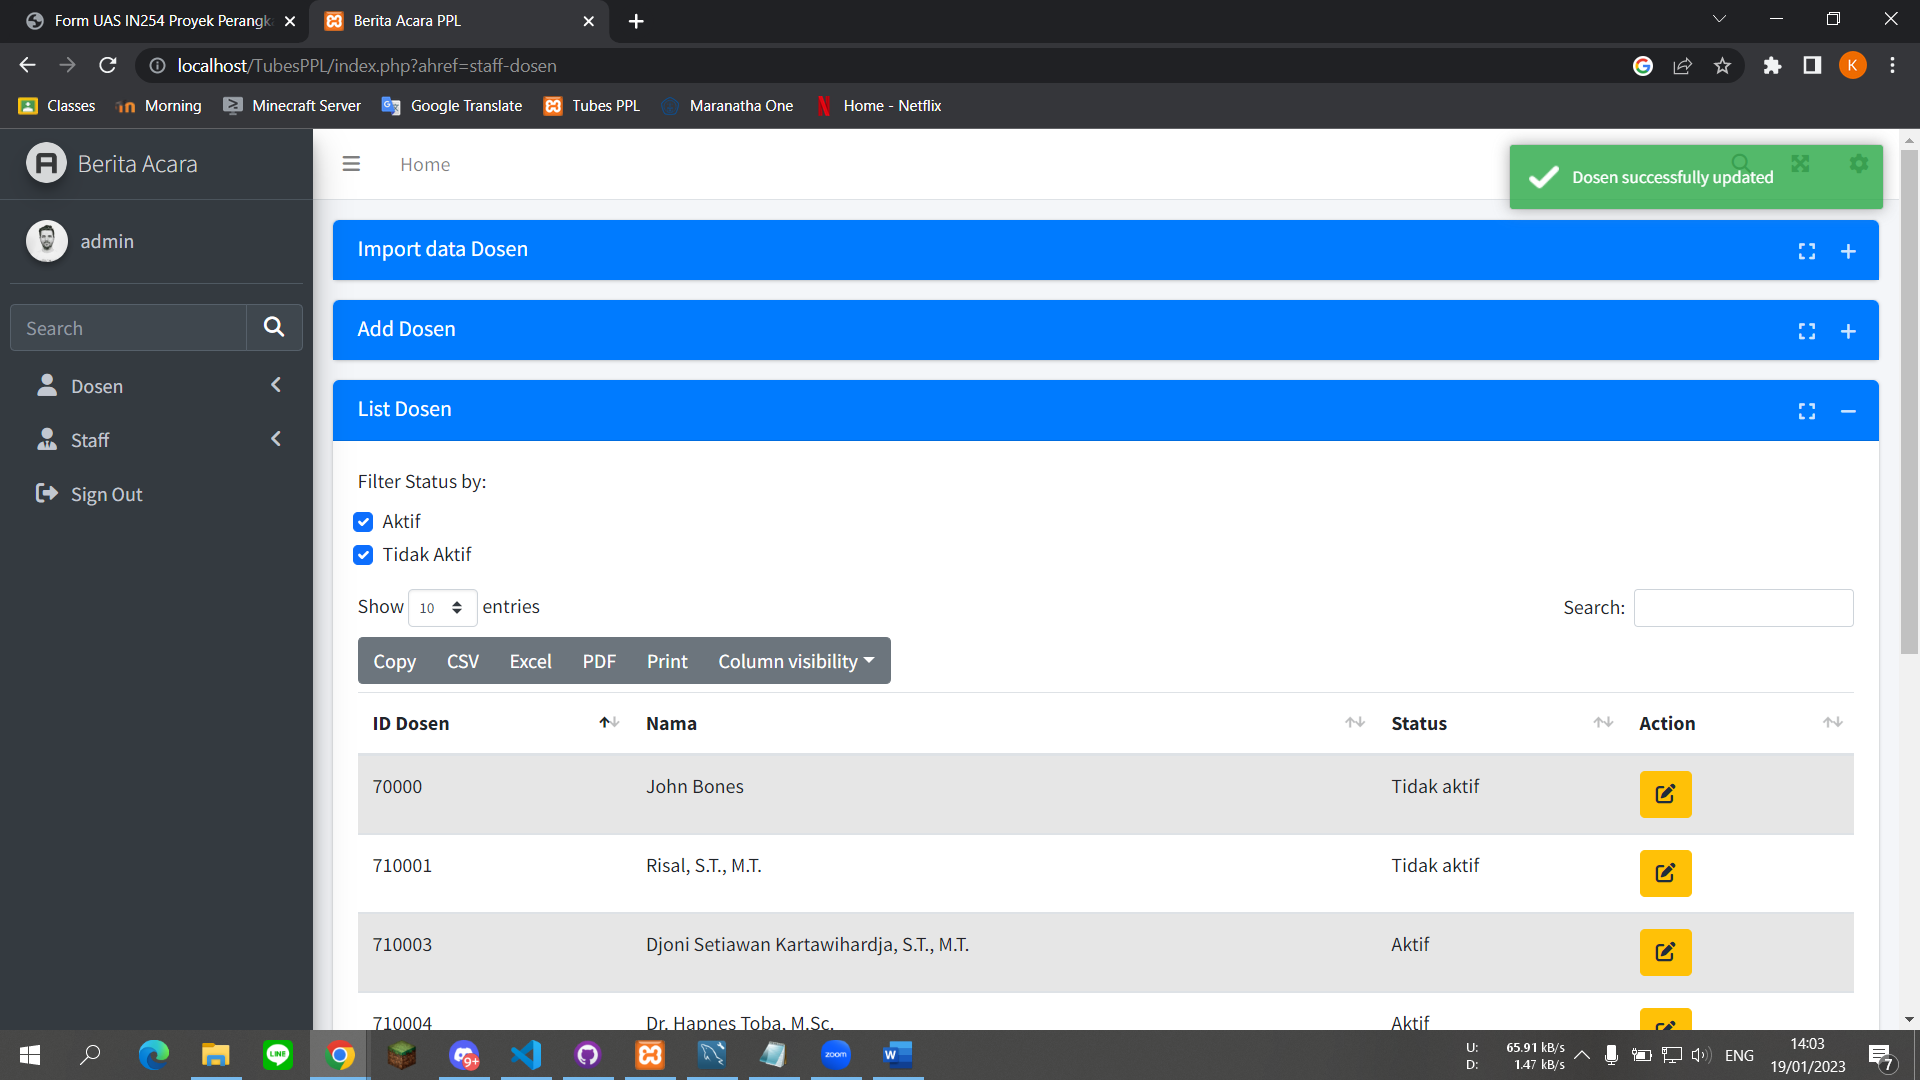 Form UAS IN254 Proyek Perangka
Berita Acara PPL
localhost/TubesPPL/index.php?ahref=staff-dosen
K
Classes
Morning
Minecraft Server
Google Translate
Tubes PPL
Maranatha One
Home - Netflix
Berita Acara
Home
Dosen successfully updated
admin
Search
Dosen
Staff
Sign Out
Import data Dosen
Add Dosen
List Dosen
Filter Status by:
Aktif
Tidak Aktif
Show 10 entries
Search:
Copy CSV Excel PDF Print Column visibility
ID Dosen Nama Status Action
70000 John Bones Tidak aktif
710001 Risal, S.T., M.T. Tidak aktif
710003 Djoni Setiawan Kartawihardja, S.T., M.T. Aktif
710004 Dr. Hapnes Toba, M.Sc. Aktif
LINE
9+
zoom
W
U: 65.91 kB/s
D: 1.47 kB/s
ENG
14:03
19/01/2023
7